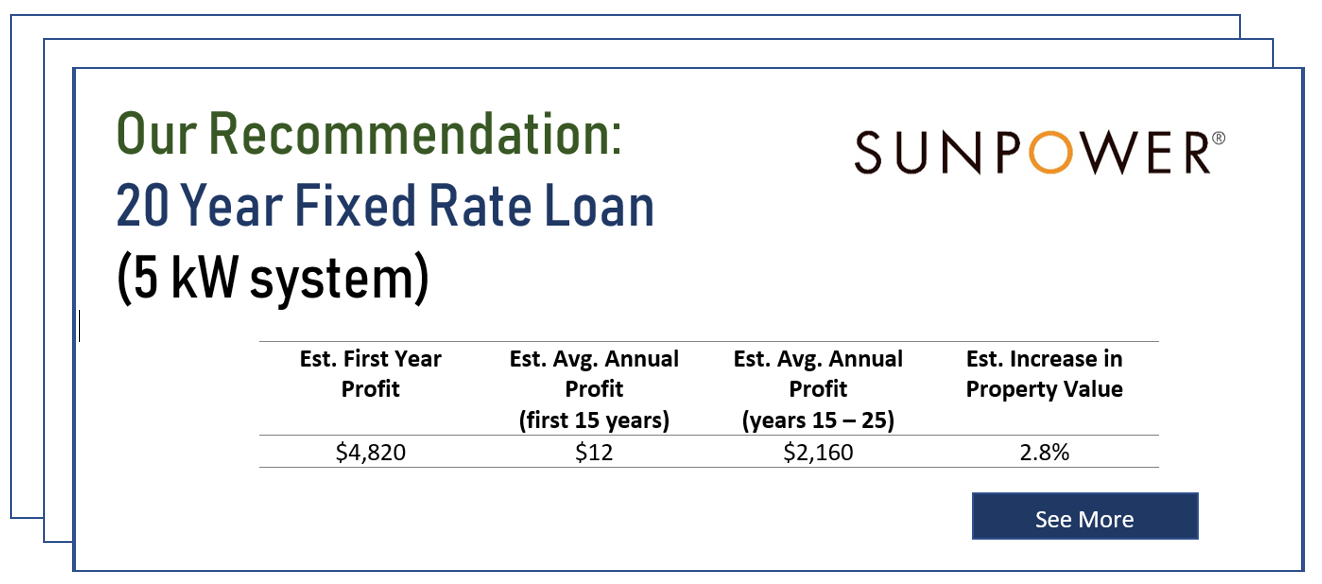 Our Recommendation:
SUNPOWER®
20 Year Fixed Rate Loan
(5 kW system)
Est. First Year Profit
Est. Avg. Annual Profit (first 15 years)
Est. Avg. Annual Profit (years 15 – 25)
Est. Increase in Property Value
$4,820
$12
$2,160
2.8%
See More